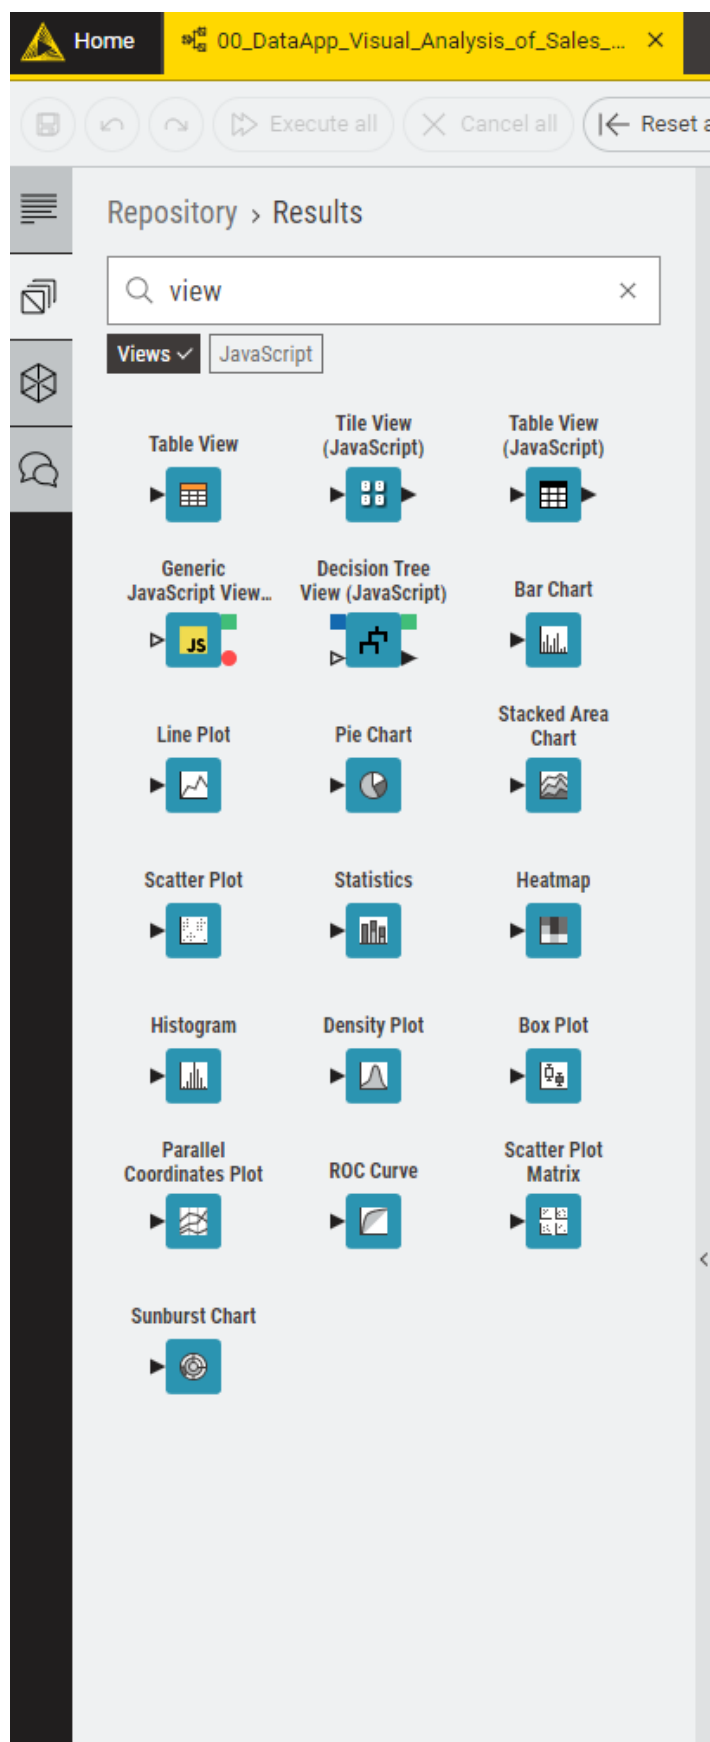 Home
00_DataApp_Visual_Analysis_of_Sales_...
Execute all
Cancel all
Reset a
Repository › Results
view
Views
JavaScript
Table View
Tile View
(JavaScript)
Table View
(JavaScript)
Generic
JavaScript View...
JS
Decision Tree
View (JavaScript)
Bar Chart
Line Plot
Pie Chart
Stacked Area
Chart
Scatter Plot
Statistics
Heatmap
Histogram
Density Plot
Box Plot
Parallel
Coordinates Plot
ROC Curve
Scatter Plot
Matrix
Sunburst Chart